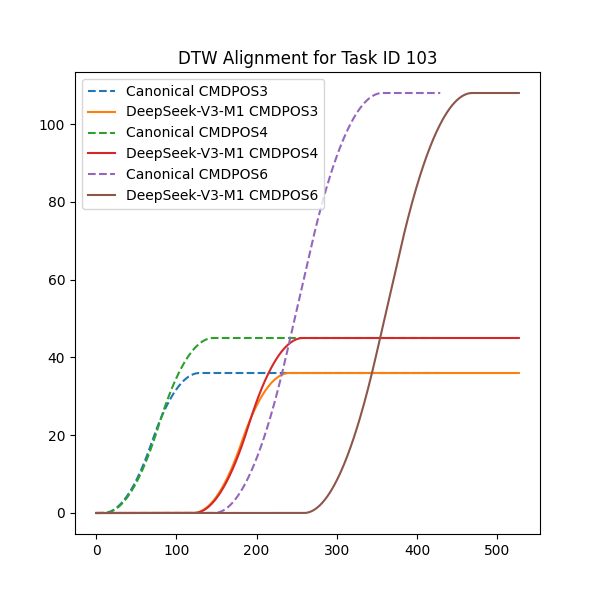 DTW Alignment for Task ID 103
Canonical CMDPOS3
DeepSeek-V3-M1 CMDPOS3
Canonical CMDPOS4
DeepSeek-V3-M1 CMDPOS4
Canonical CMDPOS6
DeepSeek-V3-M1 CMDPOS6
100
80
60
40
20
0
0 100 200 300 400 500